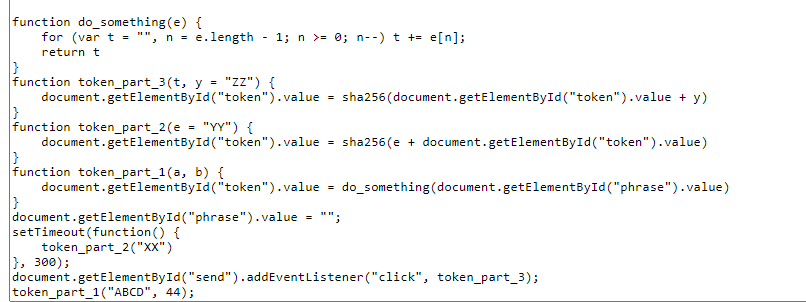 function do_something(e) {
    for (var t = "", n = e.length - 1; n >= 0; n--) t += e[n];
    return t
}
function token_part_3(t, y = "ZZ") {
    document.getElementById("token").value = sha256(document.getElementById("token").value + y)
}
function token_part_2(e = "YY") {
    document.getElementById("token").value = sha256(e + document.getElementById("token").value)
}
function token_part_1(a, b) {
    document.getElementById("token").value = do_something(document.getElementById("phrase").value)
}
document.getElementById("phrase").value = "";
setTimeout(function() {
    token_part_2("XX")
}, 300);
document.getElementById("send").addEventListener("click", token_part_3);
token_part_1("ABCD", 44);